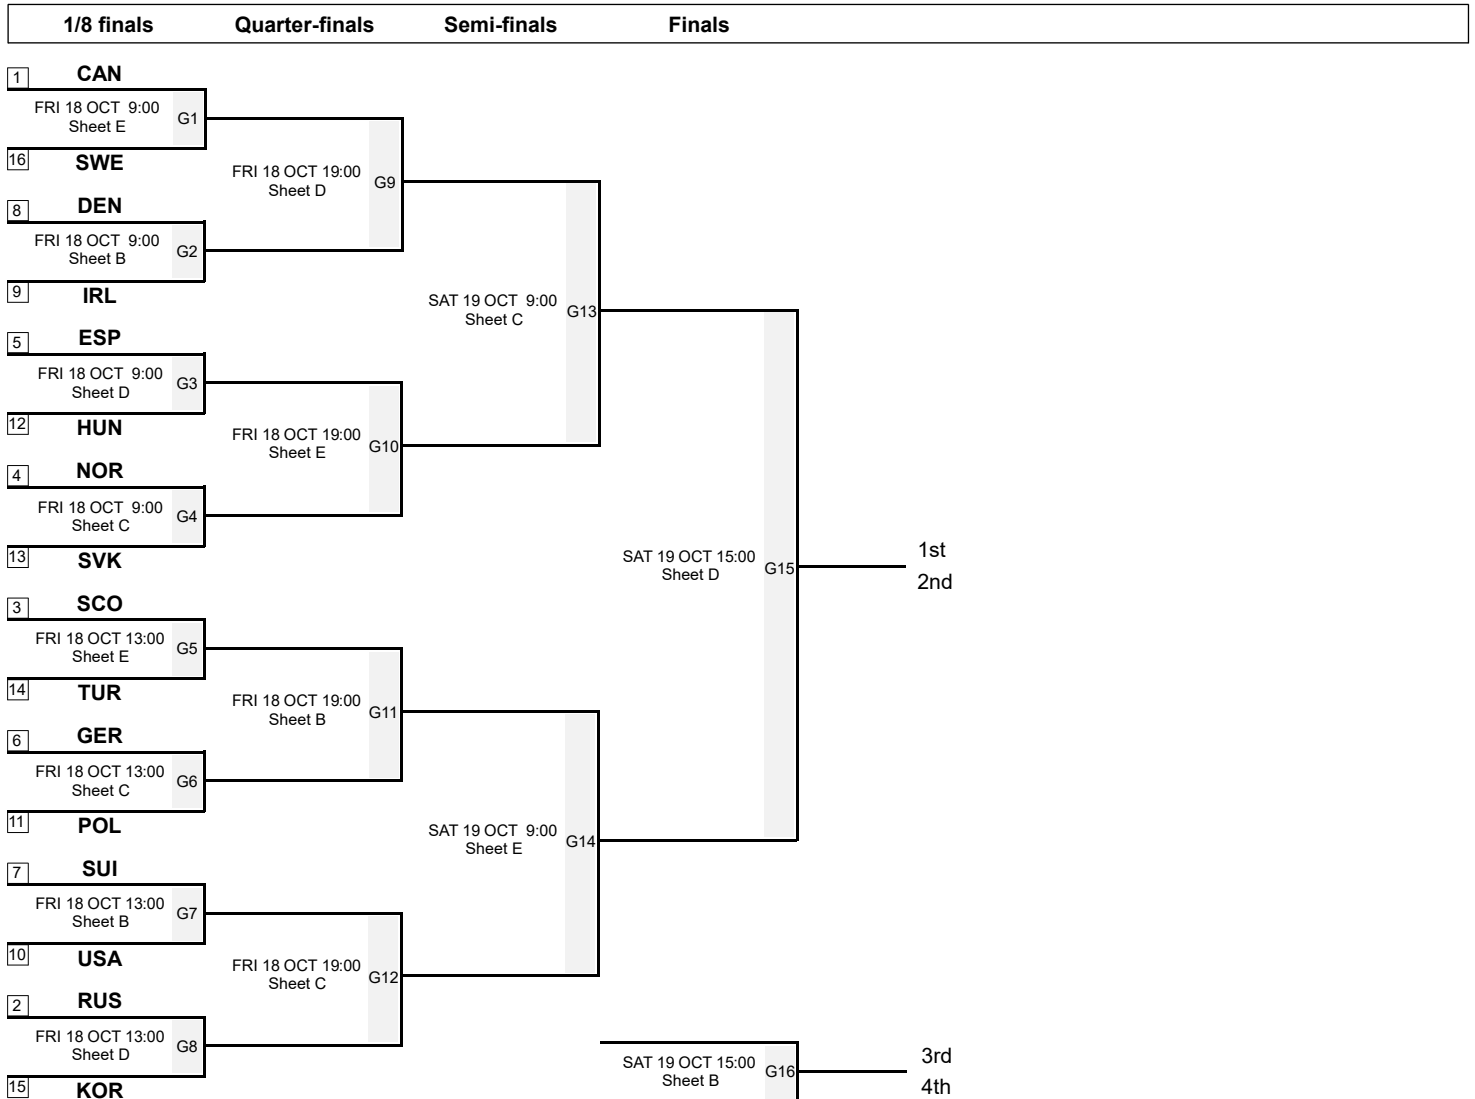 1/8 finals Quarter-finals Semi-finals Finals
1 CAN
FRI 18 OCT 9:00
Sheet E
G1
16 SWE
FRI 18 OCT 19:00
Sheet D
G9
8 DEN
FRI 18 OCT 9:00
Sheet B
G2
9 IRL
SAT 19 OCT 9:00
Sheet C
G13
5 ESP
FRI 18 OCT 9:00
Sheet D
G3
12 HUN
FRI 18 OCT 19:00
Sheet E
G10
4 NOR
FRI 18 OCT 9:00
Sheet C
G4
13 SVK
SAT 19 OCT 15:00
Sheet D
G15
1st
2nd
3 SCO
FRI 18 OCT 13:00
Sheet E
G5
14 TUR
FRI 18 OCT 19:00
Sheet B
G11
6 GER
FRI 18 OCT 13:00
Sheet C
G6
11 POL
SAT 19 OCT 9:00
Sheet E
G14
7 SUI
FRI 18 OCT 13:00
Sheet B
G7
10 USA
FRI 18 OCT 19:00
Sheet C
G12
2 RUS
FRI 18 OCT 13:00
Sheet D
G8
15 KOR
SAT 19 OCT 15:00
Sheet B
G16
3rd
4th